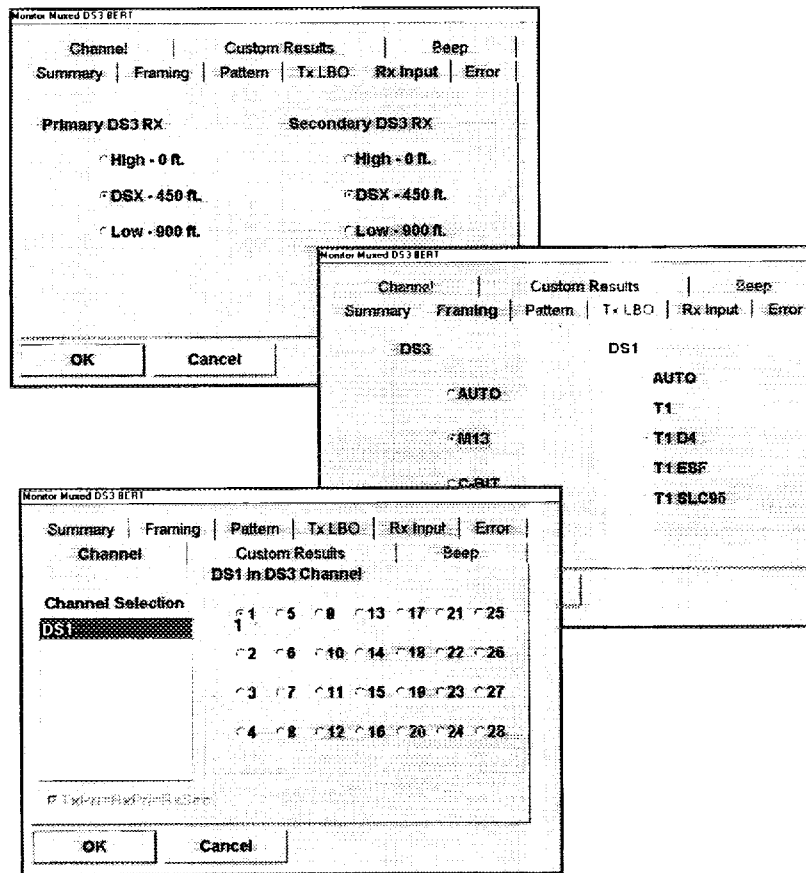 Monitor Muxed DS3 BERT
Channel Custom Results Beep
Summary Framing Pattern Tx LBO Rx Input Error
Primary DS3 RX Secondary DS3 RX
High - 0 ft. High - 0 ft.
DSX - 450 ft. DSX - 450 ft.
Low - 900 ft. Low - 900 ft.
OK Cancel
Monitor Muxed DS3 BERT
Channel Custom Results Beep
Summary Framing Pattern Tx LBO Rx Input Error
DS3 DS1
AUTO AUTO
T1
M13 T1 D4
T1 ESF
C-BIT T1 SLC96
Monitor Muxed DS3 BERT
Summary Framing Pattern Tx LBO Rx Input Error
Channel Custom Results Beep
DS1 In DS3 Channel
Channel Selection
DS1
1 5 9 13 17 21 25
1
2 6 10 14 18 22 26
3 7 11 15 19 23 27
4 8 12 16 20 24 28
TxPri=RxPri=RxSec
OK Cancel